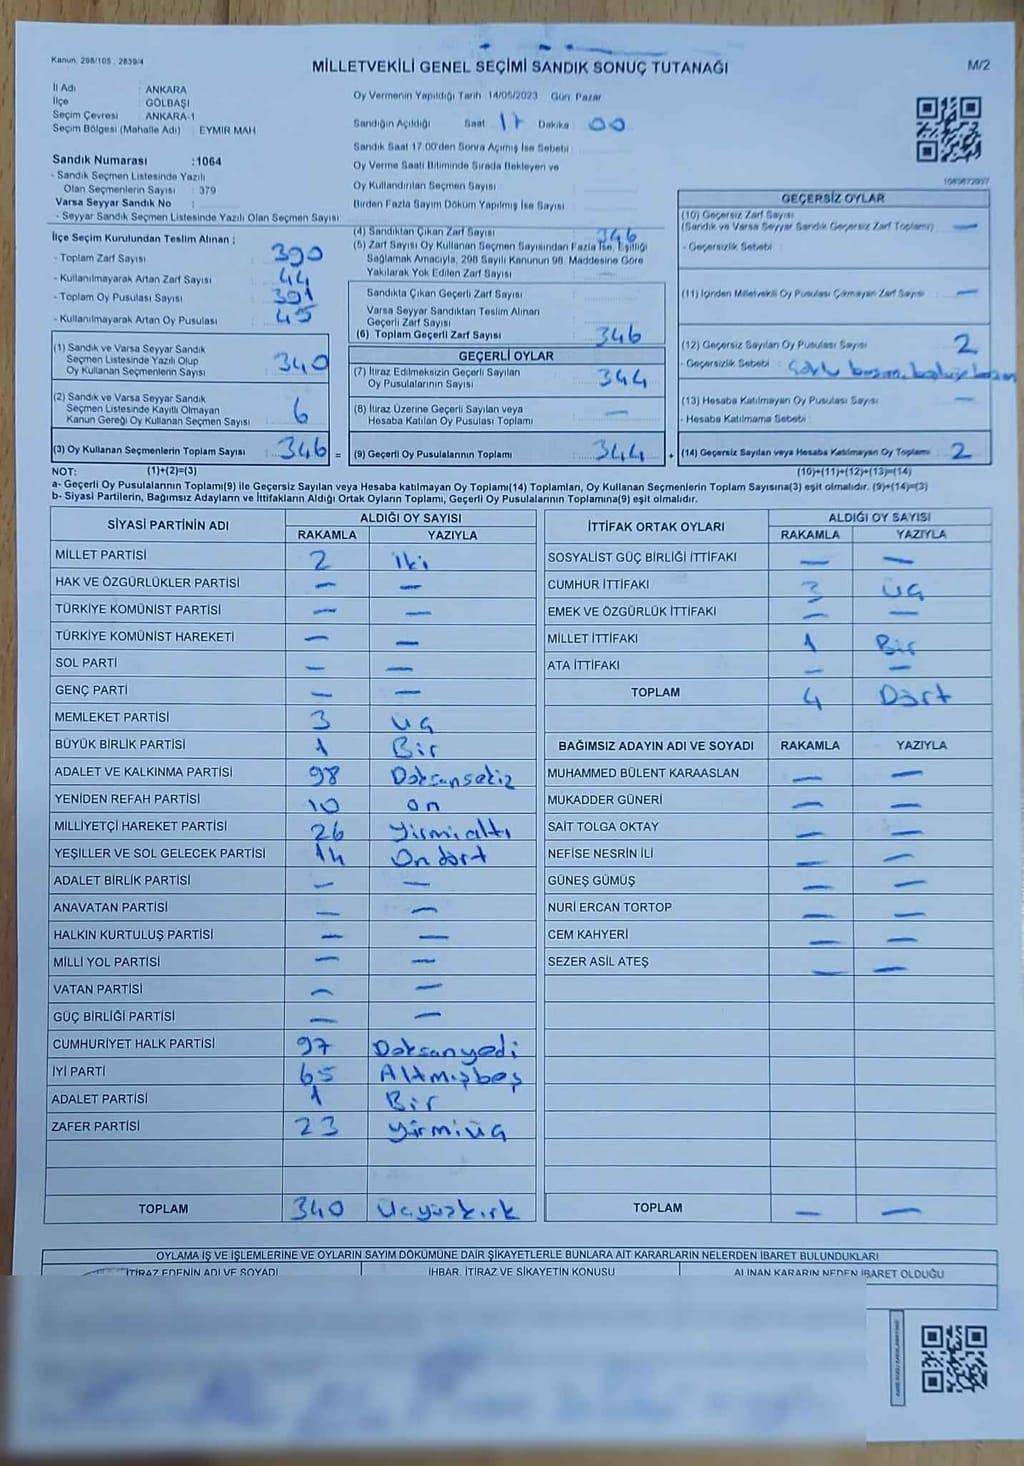 Kanun, 298/105 , 2839/4
MİLLETVEKİLİ GENEL SEÇİMİ SANDIK SONUÇ TUTANAĞI
M/2
İl Adı : ANKARA
İlçe : GÖLBAŞI
Seçim Çevresi : ANKARA-1
Seçim Bölgesi (Mahalle Adı) : EYMİR MAH
Oy Vermenin Yapıldığı Tarih :14/05/2023 Gün: Pazar
Sandığın Açıldığı Saat 17 Dakika 00
Sandık Saat 17.00'den Sonra Açımış İse Sebebi :
Oy Verme Saati Bitiminde Sırada Bekleyen ve
Oy Kullandırılan Seçmen Sayısı :
Birden Fazla Sayım Döküm Yapılmış İse Sayısı
Sandık Numarası :1064
- Sandık Seçmen Listesinde Yazılı
Olan Seçmenlerin Sayısı : 379
Varsa Seyyar Sandık No :
- Seyyar Sandık Seçmen Listesinde Yazılı Olan Seçmen Sayısı
İlçe Seçim Kurulundan Teslim Alınan ;
- Toplam Zarf Sayısı : 390
- Kullanılmayarak Artan Zarf Sayısı : 44
- Toplam Oy Pusulası Sayısı : 391
- Kullanılmayarak Artan Oy Pusulası : 45
(1) Sandık ve Varsa Seyyar Sandık
Seçmen Listesinde Yazılı Olup
Oy Kullanan Seçmenlerin Sayısı : 340
(2) Sandık ve Varsa Seyyar Sandık
Seçmen Listesinde Kayıtlı Olmayan
Kanun Gereği Oy Kullanan Seçmen Sayısı : 6
(3) Oy Kullanan Seçmenlerin Toplam Sayısı : 346 =
(4) Sandıktan Çıkan Zarf Sayısı : 346
(5) Zarf Sayısı Oy Kullanan Seçmen Sayısından Fazla İse, Eşitliği
Sağlamak Amacıyla, 298 Sayılı Kanunun 98. Maddesine Göre
Yakılarak Yok Edilen Zarf Sayısı : —
Sandıkta Çıkan Geçerli Zarf Sayısı
Varsa Seyyar Sandıktan Teslim Alınan
Geçerli Zarf Sayısı
(6) Toplam Geçerli Zarf Sayısı : 346
GEÇERLİ OYLAR
(7) İtiraz Edilmeksizin Geçerli Sayılan
Oy Pusulalarının Sayısı : 344
(8) İtiraz Üzerine Geçerli Sayılan veya
Hesaba Katılan Oy Pusulası Toplamı : —
(9) Geçerli Oy Pusulalarının Toplamı : 344 +
GEÇERSİZ OYLAR
(10) Geçersiz Zarf Sayısı
(Sandık ve Varsa Seyyar Sandık Geçersiz Zarf Toplamı) : —
- Geçersizlik Sebebi :
(11) İçinden Milletvekili Oy Pusulası Çıkmayan Zarf Sayısı : —
(12) Geçersiz Sayılan Oy Pusulası Sayısı : 2
- Geçersizlik Sebebi :
(13) Hesaba Katılmayan Oy Pusulası Sayısı : —
- Hesaba Katılmama Sebebi :
(14) Geçersiz Sayılan veya Hesaba Katılmayan Oy Toplamı : 2
NOT: (1)+(2)=(3)
(10)+(11)+(12)+(13)=(14)
a- Geçerli Oy Pusulalarının Toplamı(9) ile Geçersiz Sayılan veya Hesaba katılmayan Oy Toplamı(14) Toplamları, Oy Kullanan Seçmenlerin Toplam Sayısına(3) eşit olmalıdır. (9)+(14)=(3)
b- Siyasi Partilerin, Bağımsız Adayların ve İttifakların Aldığı Ortak Oyların Toplamı, Geçerli Oy Pusulalarının Toplamına(9) eşit olmalıdır.
SİYASİ PARTİNİN ADI ALDIĞI OY SAYISI
RAKAMLA YAZIYLA
MİLLET PARTİSİ 2 iki
HAK VE ÖZGÜRLÜKLER PARTİSİ — —
TÜRKİYE KOMÜNİST PARTİSİ — —
TÜRKİYE KOMÜNİST HAREKETİ — —
SOL PARTİ — —
GENÇ PARTİ — —
MEMLEKET PARTİSİ 3 üç
BÜYÜK BİRLİK PARTİSİ 1 Bir
ADALET VE KALKINMA PARTİSİ 98 Doksansekiz
YENİDEN REFAH PARTİSİ 10 on
MİLLİYETÇİ HAREKET PARTİSİ 26 Yirmialtı
YEŞİLLER VE SOL GELECEK PARTİSİ 14 Ondört
ADALET BİRLİK PARTİSİ — —
ANAVATAN PARTİSİ — —
HALKIN KURTULUŞ PARTİSİ — —
MİLLİ YOL PARTİSİ — —
VATAN PARTİSİ — —
GÜÇ BİRLİĞİ PARTİSİ — —
CUMHURİYET HALK PARTİSİ 97 Doksanyedi
İYİ PARTİ 65 Altmışbeş
ADALET PARTİSİ 1 Bir
ZAFER PARTİSİ 23 Yirmiüç
TOPLAM 340 Üçyüzkırk
İTTİFAK ORTAK OYLARI ALDIĞI OY SAYISI
RAKAMLA YAZIYLA
SOSYALİST GÜÇ BİRLİĞİ İTTİFAKI — —
CUMHUR İTTİFAKI 3 üç
EMEK VE ÖZGÜRLÜK İTTİFAKI — —
MİLLET İTTİFAKI 1 Bir
ATA İTTİFAKI — —
TOPLAM 4 Dört
BAĞIMSIZ ADAYIN ADI VE SOYADI RAKAMLA YAZIYLA
MUHAMMED BÜLENT KARAASLAN — —
MUKADDER GÜNERİ — —
SAİT TOLGA OKTAY — —
NEFİSE NESRİN İLİ — —
GÜNEŞ GÜMÜŞ — —
NURİ ERCAN TORTOP — —
CEM KAHYERİ — —
SEZER ASİL ATEŞ — —
TOPLAM — —
OYLAMA İŞ VE İŞLEMLERİNE VE OYLARIN SAYIM DÖKÜMÜNE DAİR ŞİKAYETLERLE BUNLARA AİT KARARLARIN NELERDEN İBARET BULUNDUKLARI
İTİRAZ EDENİN ADI VE SOYADI İHBAR, İTİRAZ VE ŞİKAYETİN KONUSU ALINAN KARARIN NEDEN İBARET OLDUĞU